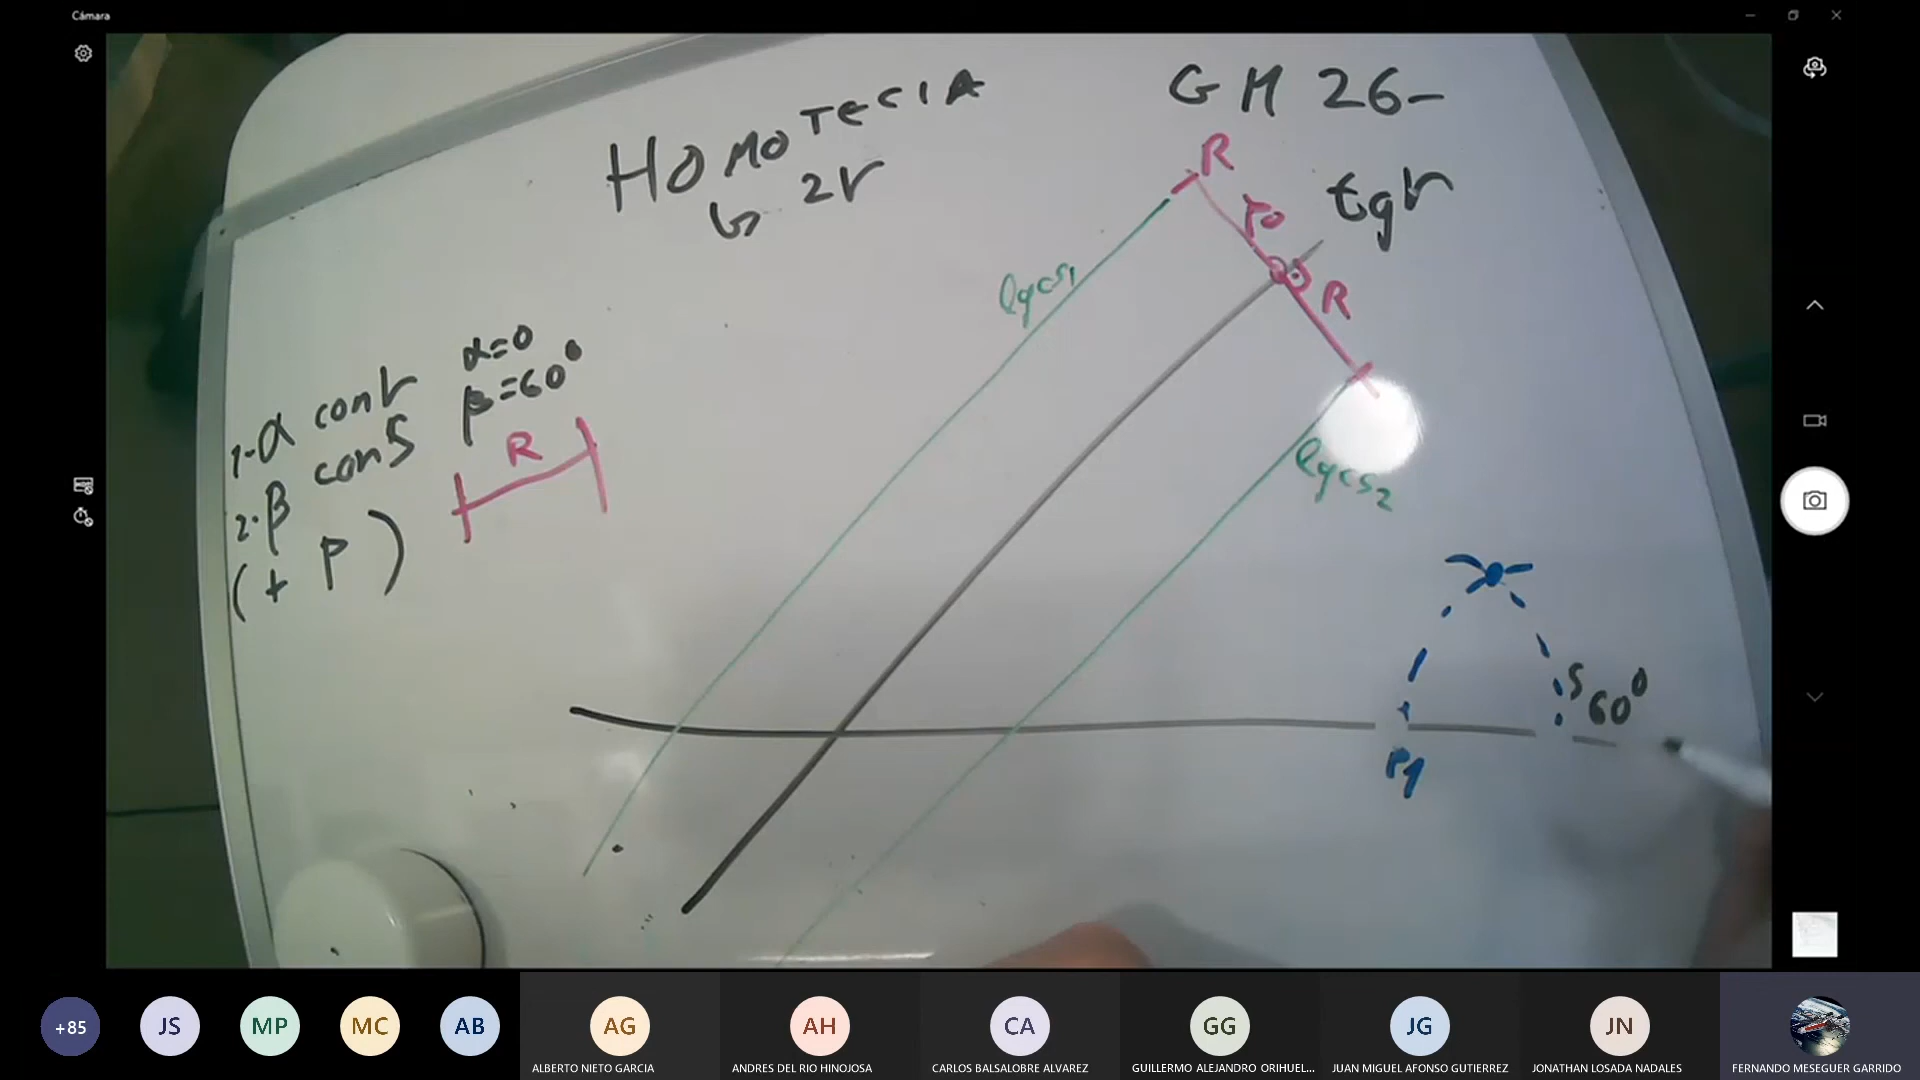 Cámara
HOMOTECIA
↳ 2r
GM 26-
tgr
R
To
R
lgcs1
lgcs2
1-α con r α=0
2·β con S β=60°
(+ P)
R
S 60°
P1
+85
JS
MP
MC
AB
AG
AH
CA
GG
JG
JN
ALBERTO NIETO GARCIA
ANDRES DEL RIO HINOJOSA
CARLOS BALSALOBRE ALVAREZ
GUILLERMO ALEJANDRO ORIHUEL...
JUAN MIGUEL AFONSO GUTIERREZ
JONATHAN LOSADA NADALES
FERNANDO MESEGUER GARRIDO